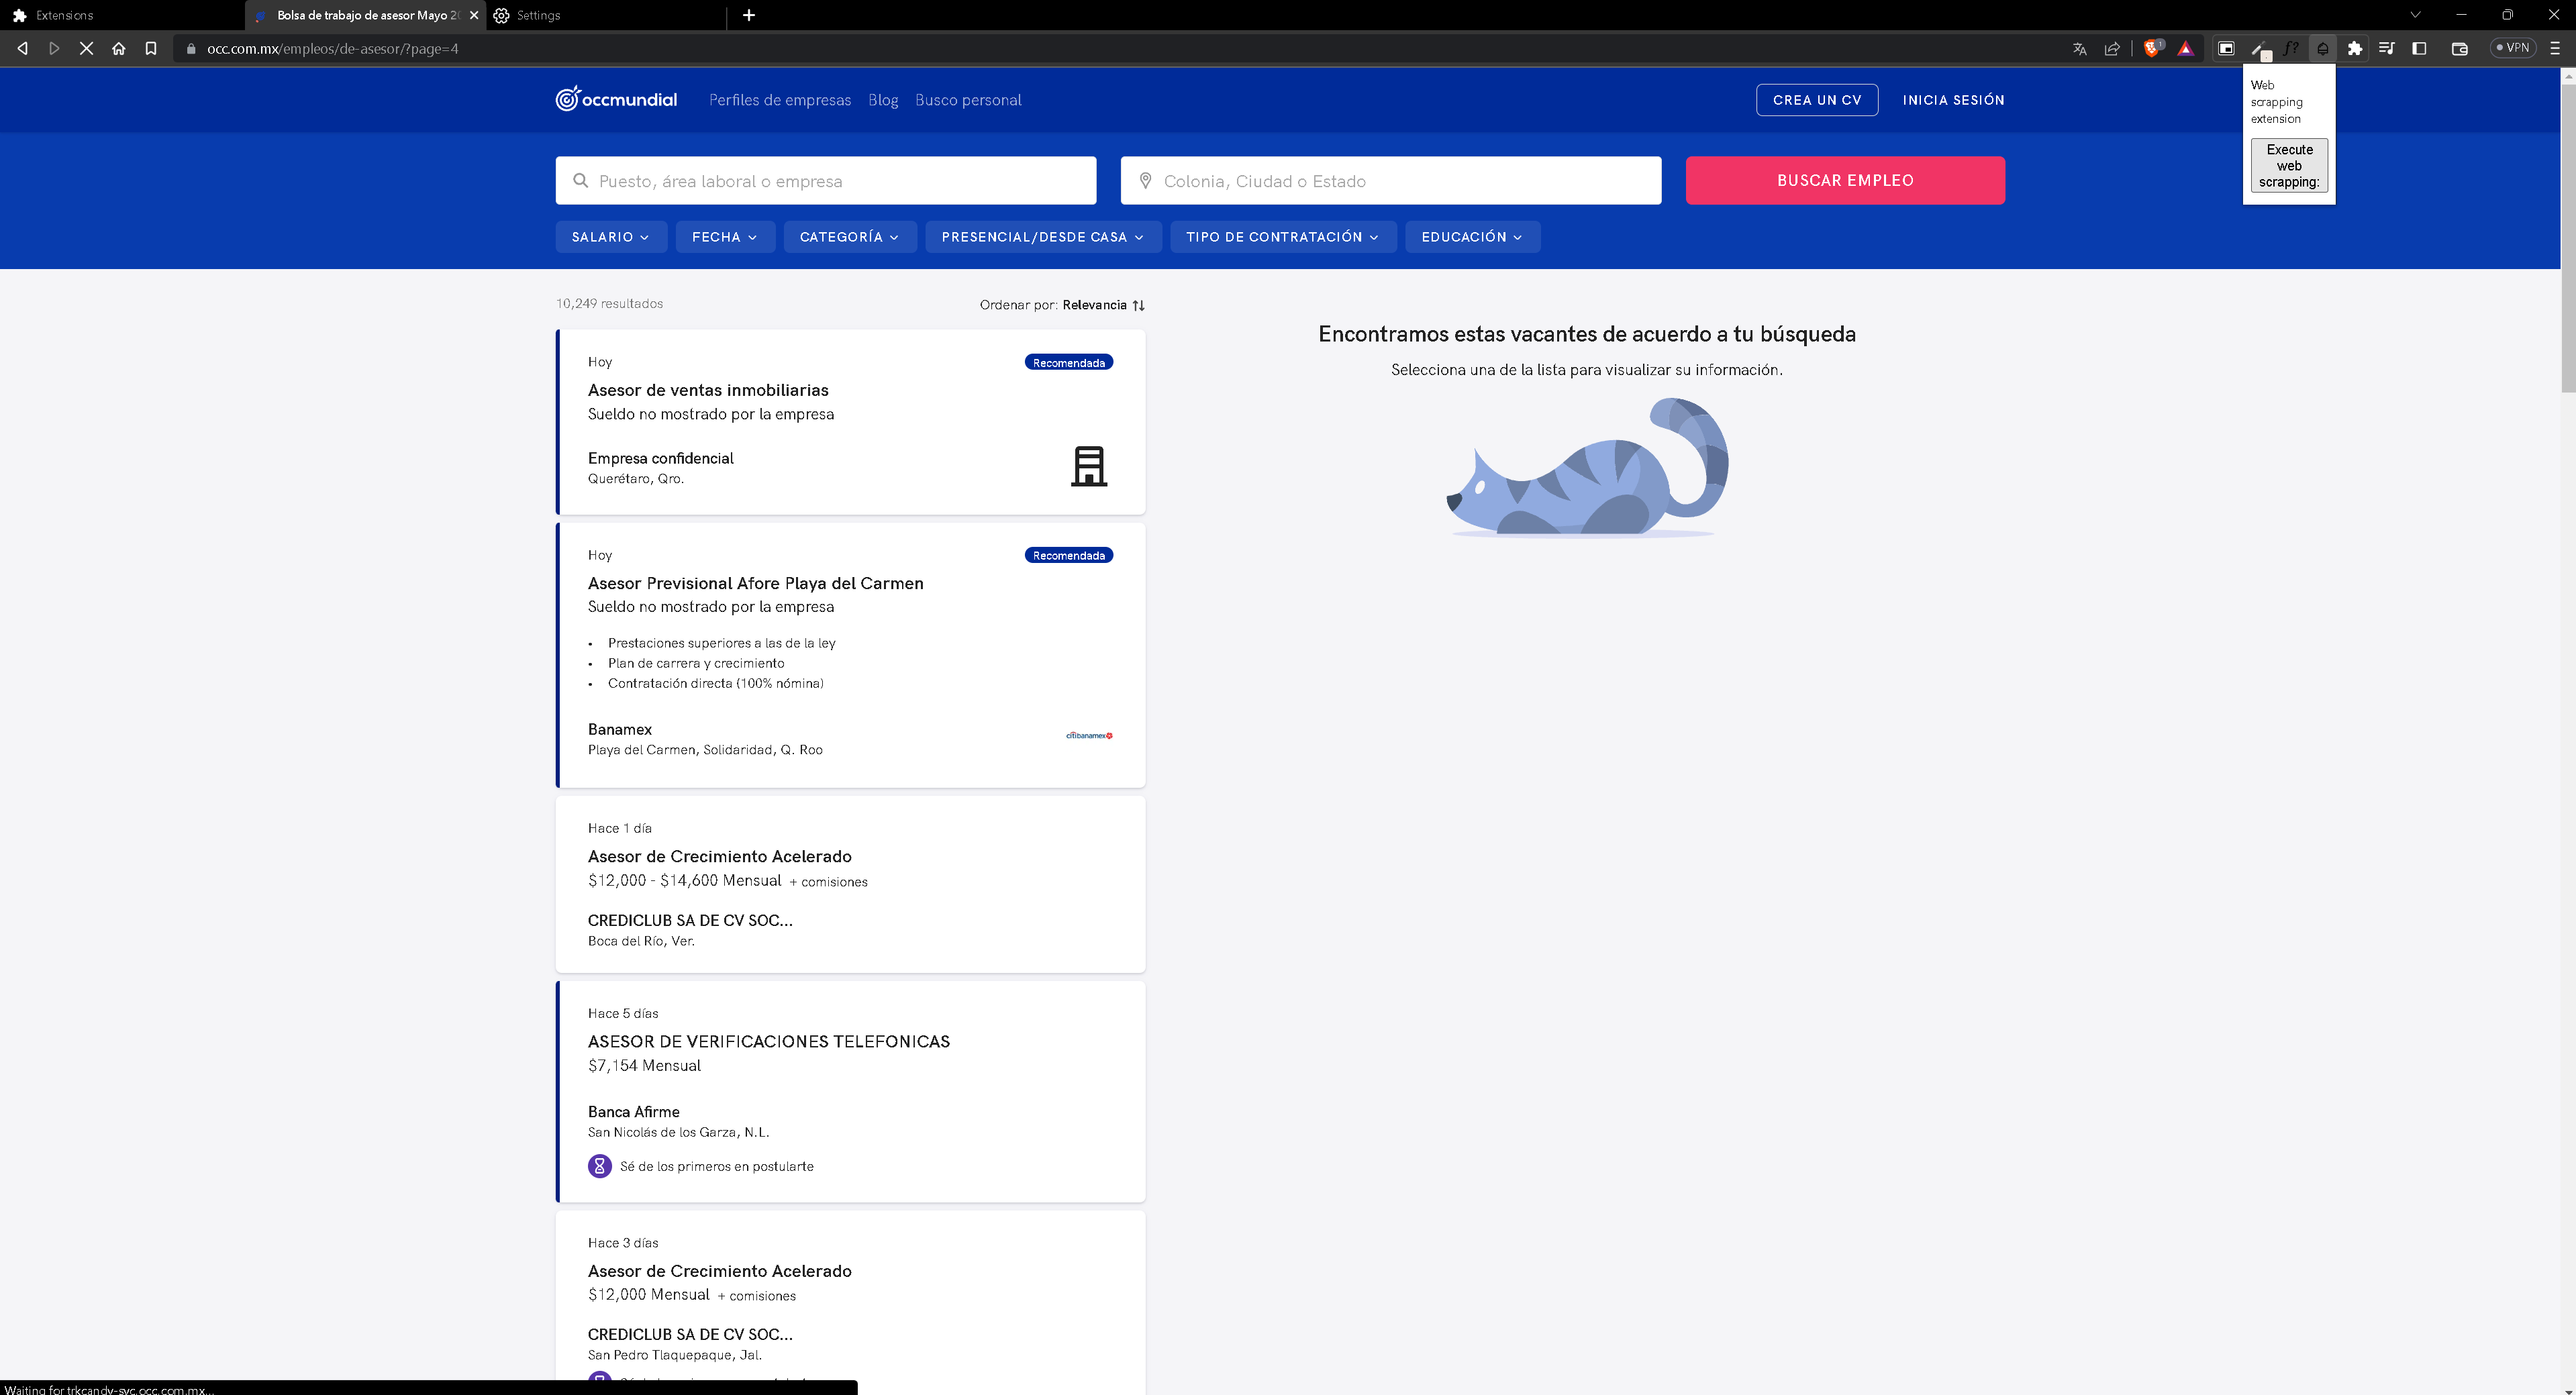 Extensions
Bolsa de trabajo de asesor Mayo 20
Settings
occ.com.mx/empleos/de-asesor/?page=4
1
f?
VPN
Web
scrapping
extension
Execute
web
scrapping:
occmundial
Perfiles de empresas
Blog
Busco personal
CREA UN CV
INICIA SESIÓN
Puesto, área laboral o empresa
Colonia, Ciudad o Estado
BUSCAR EMPLEO
SALARIO
FECHA
CATEGORÍA
PRESENCIAL/DESDE CASA
TIPO DE CONTRATACIÓN
EDUCACIÓN
10,249 resultados
Ordenar por: Relevancia
Hoy
Recomendada
Asesor de ventas inmobiliarias
Sueldo no mostrado por la empresa
Empresa confidencial
Querétaro, Qro.
Hoy
Recomendada
Asesor Previsional Afore Playa del Carmen
Sueldo no mostrado por la empresa
• Prestaciones superiores a las de la ley
• Plan de carrera y crecimiento
• Contratación directa (100% nómina)
Banamex
Playa del Carmen, Solidaridad, Q. Roo
citibanamex
Hace 1 día
Asesor de Crecimiento Acelerado
$12,000 - $14,600 Mensual + comisiones
CREDICLUB SA DE CV SOC...
Boca del Río, Ver.
Hace 5 días
ASESOR DE VERIFICACIONES TELEFONICAS
$7,154 Mensual
Banca Afirme
San Nicolás de los Garza, N.L.
Sé de los primeros en postularte
Hace 3 días
Asesor de Crecimiento Acelerado
$12,000 Mensual + comisiones
CREDICLUB SA DE CV SOC...
San Pedro Tlaquepaque, Jal.
Encontramos estas vacantes de acuerdo a tu búsqueda
Selecciona una de la lista para visualizar su información.
Waiting for trkcandy-svc.occ.com.mx...